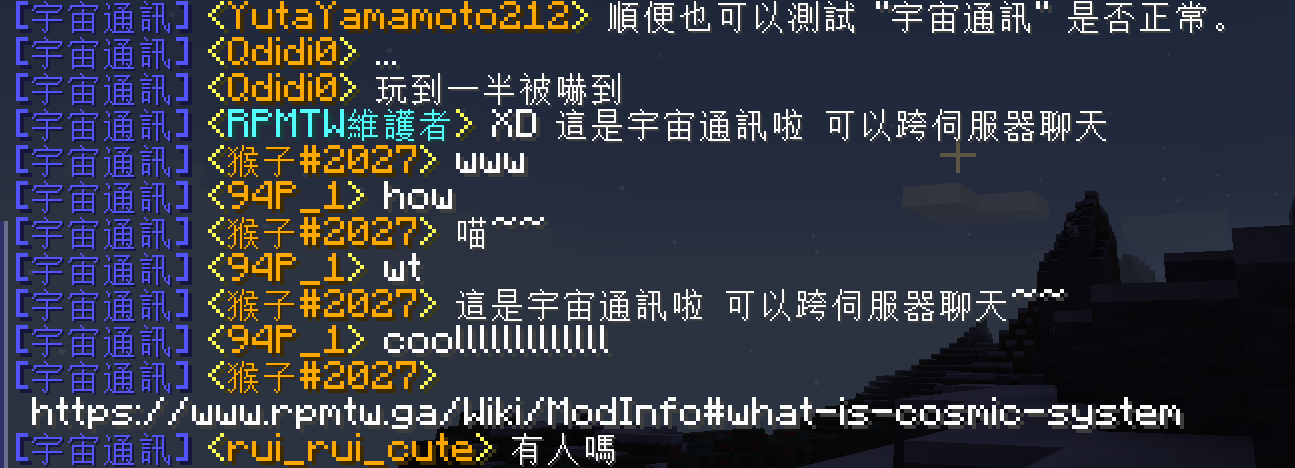 [宇宙通訊] <YutaYamamoto212> 順便也可以測試 "宇宙通訊" 是否正常。
[宇宙通訊] <Qdidi0> ...
[宇宙通訊] <Qdidi0> 玩到一半被嚇到
[宇宙通訊] <RPMTW維護者> XD 這是宇宙通訊啦 可以跨伺服器聊天
[宇宙通訊] <猴子#2027> www
[宇宙通訊] <94P_1> how
[宇宙通訊] <猴子#2027> 喵~~
[宇宙通訊] <94P_1> wt
[宇宙通訊] <猴子#2027> 這是宇宙通訊啦 可以跨伺服器聊天~~
[宇宙通訊] <94P_1> coolllllllllllll
[宇宙通訊] <猴子#2027>
https://www.rpmtw.ga/Wiki/ModInfo#what-is-cosmic-system
[宇宙通訊] <rui_rui_cute> 有人嗎